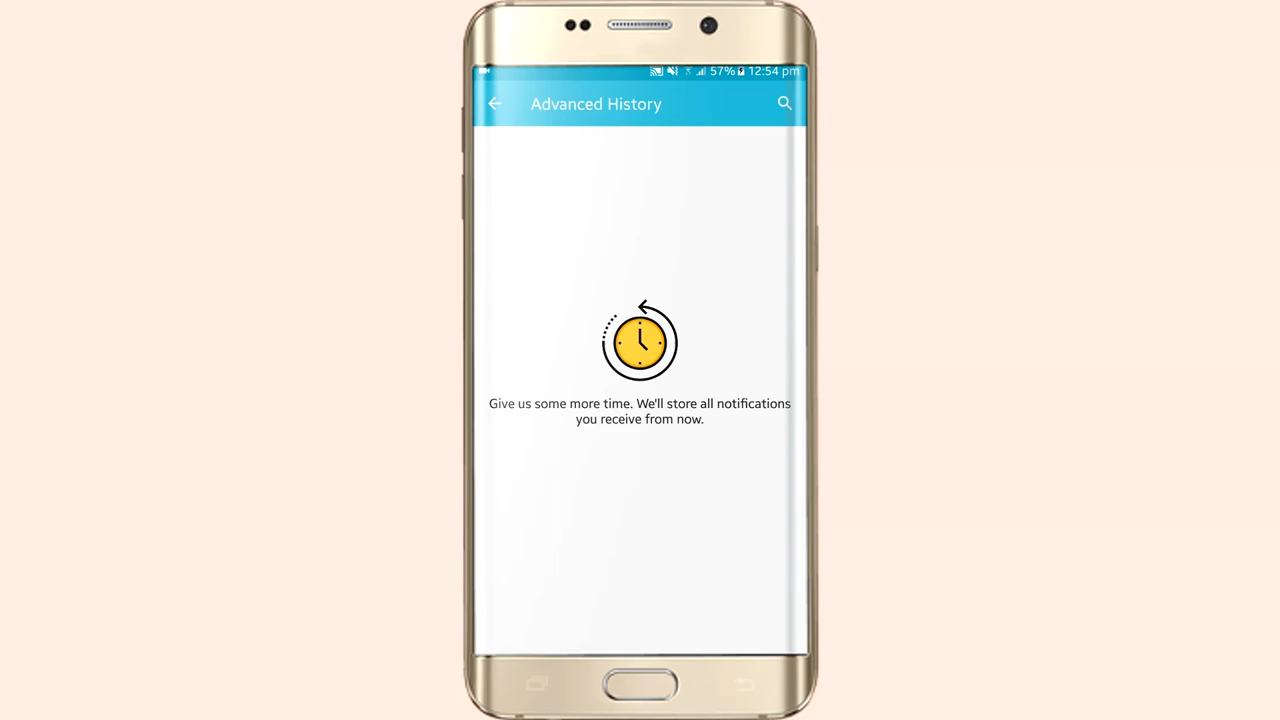 57% 12:54 pm
Advanced History
Give us some more time. We'll store all notifications
you receive from now.